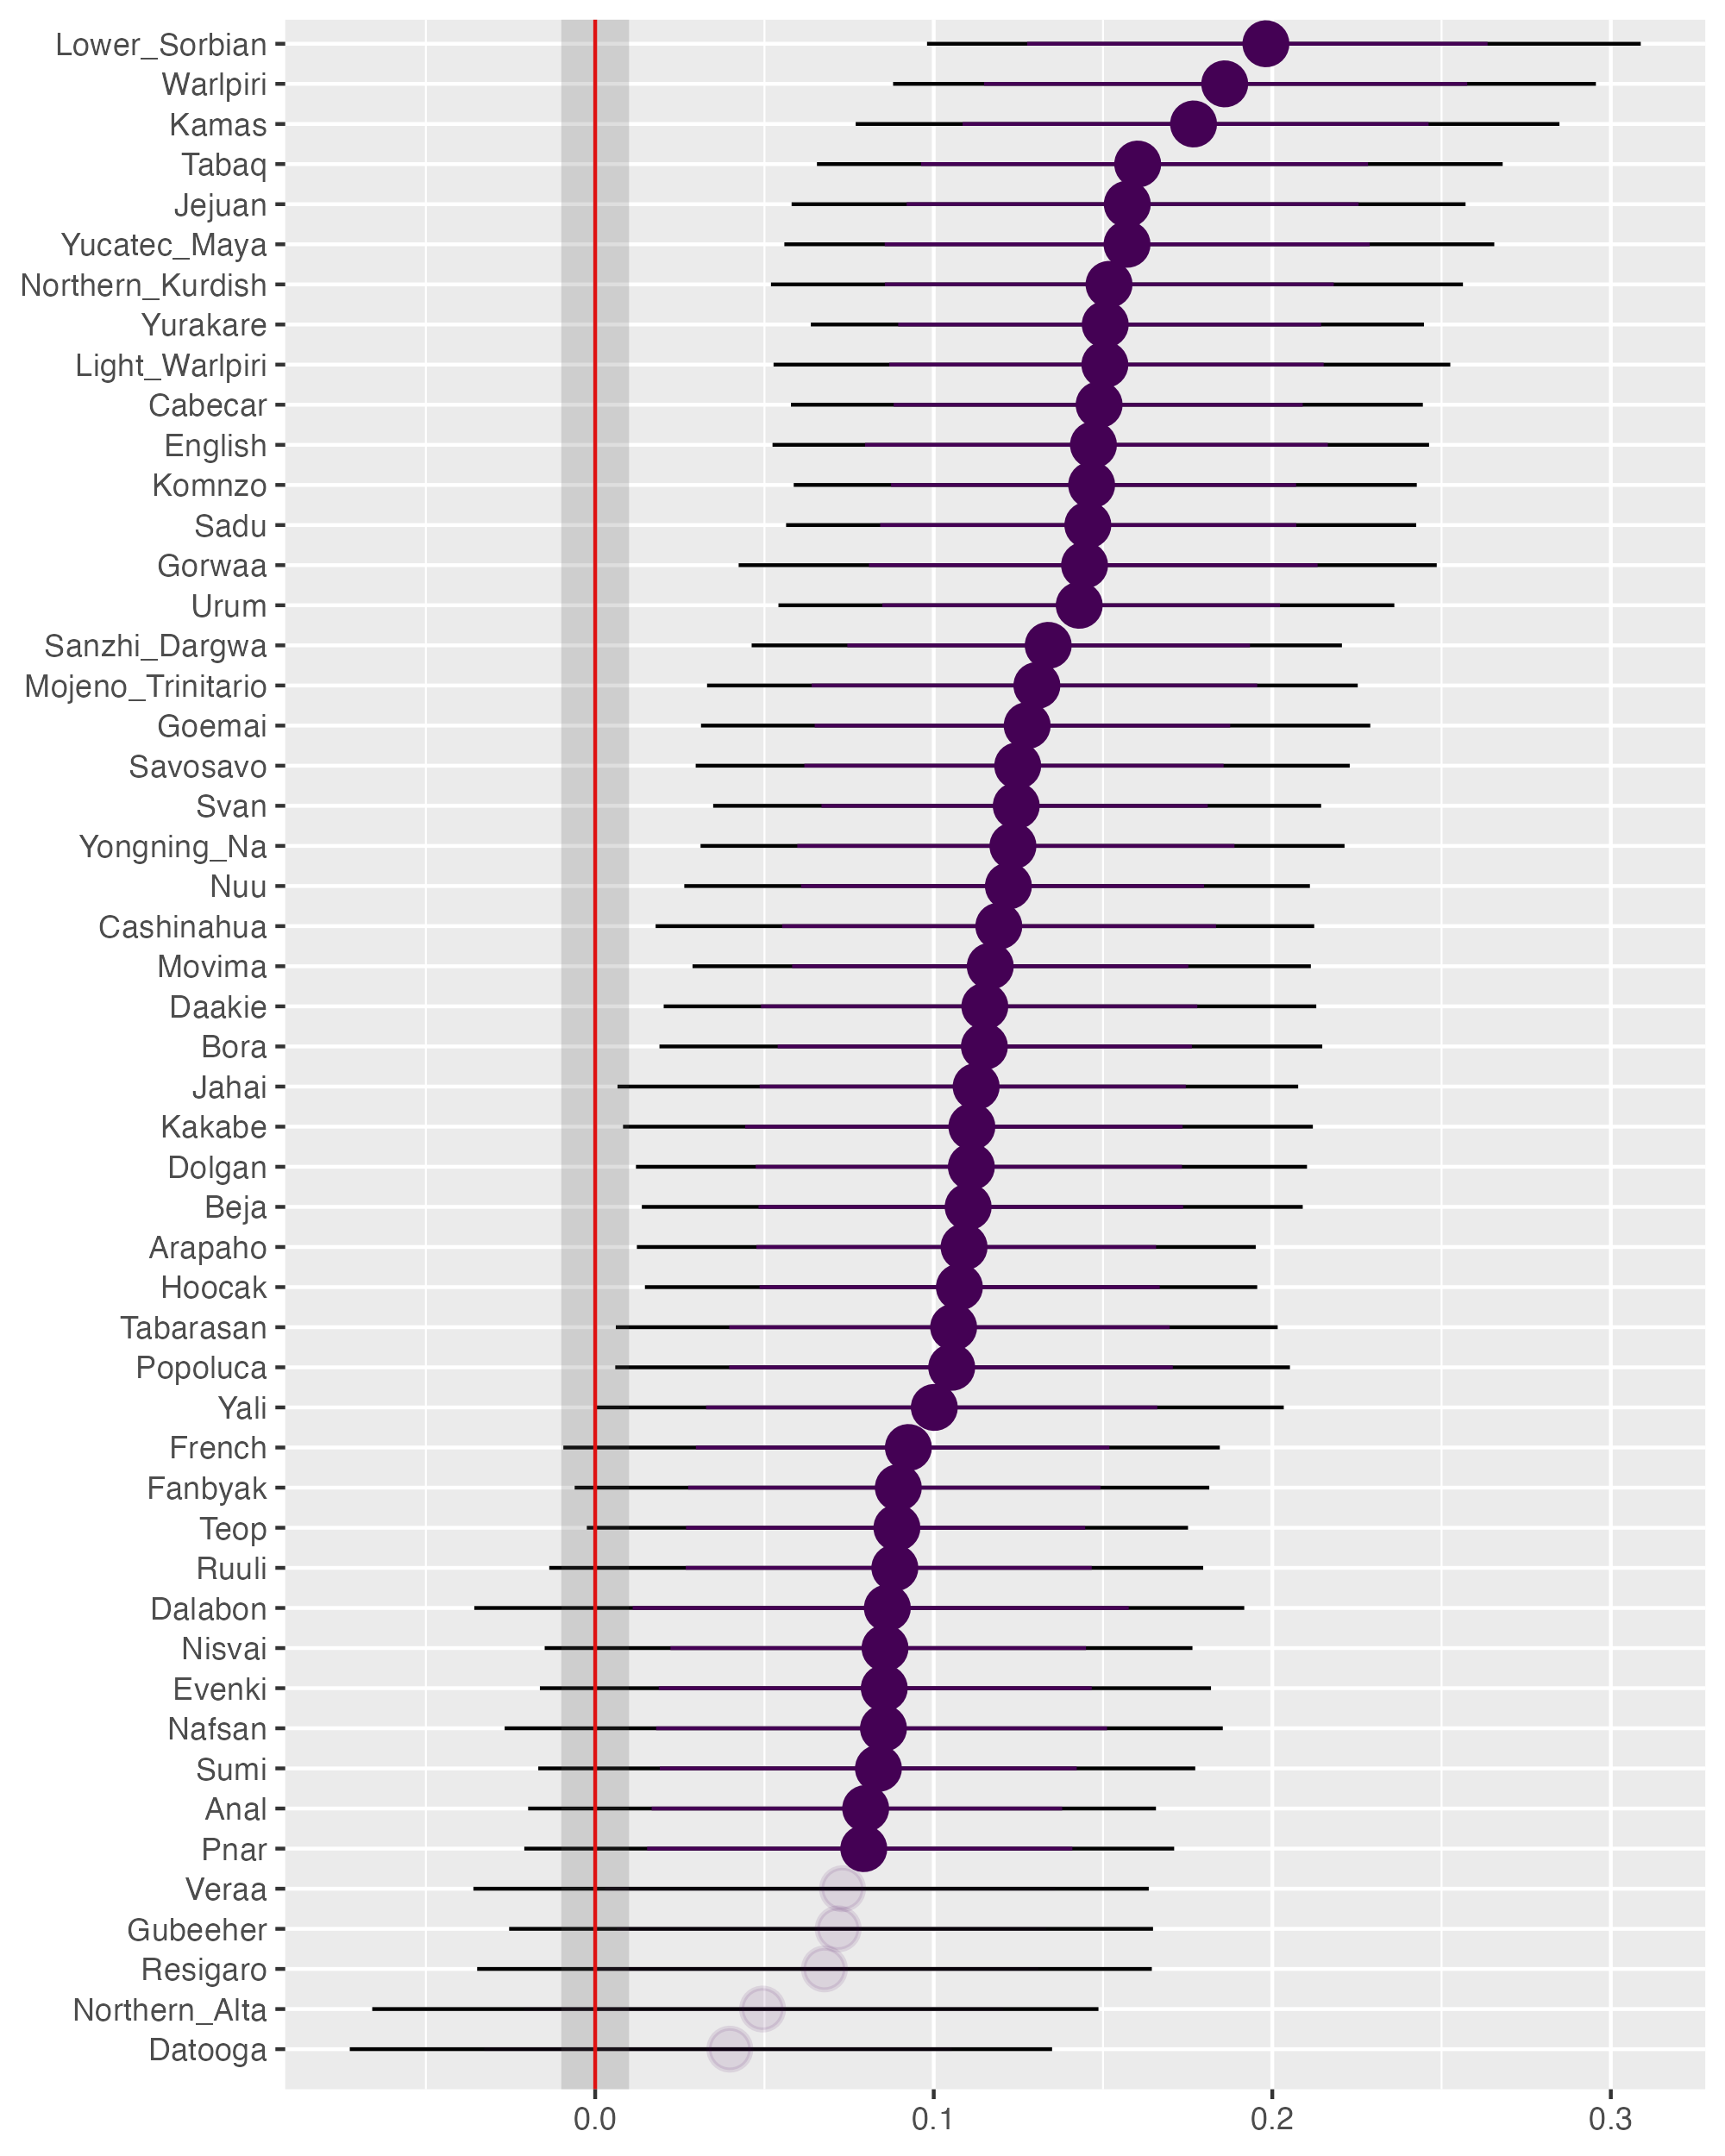 Lower_Sorbian
Warlpiri
Kamas
Tabaq
Jejuan
Yucatec_Maya
Northern_Kurdish
Yurakare
Light_Warlpiri
Cabecar
English
Komnzo
Sadu
Gorwaa
Urum
Sanzhi_Dargwa
Mojeno_Trinitario
Goemai
Savosavo
Svan
Yongning_Na
Nuu
Cashinahua
Movima
Daakie
Bora
Jahai
Kakabe
Dolgan
Beja
Arapaho
Hoocak
Tabarasan
Popoluca
Yali
French
Fanbyak
Teop
Ruuli
Dalabon
Nisvai
Evenki
Nafsan
Sumi
Anal
Pnar
Veraa
Gubeeher
Resigaro
Northern_Alta
Datooga
0.0 0.1 0.2 0.3